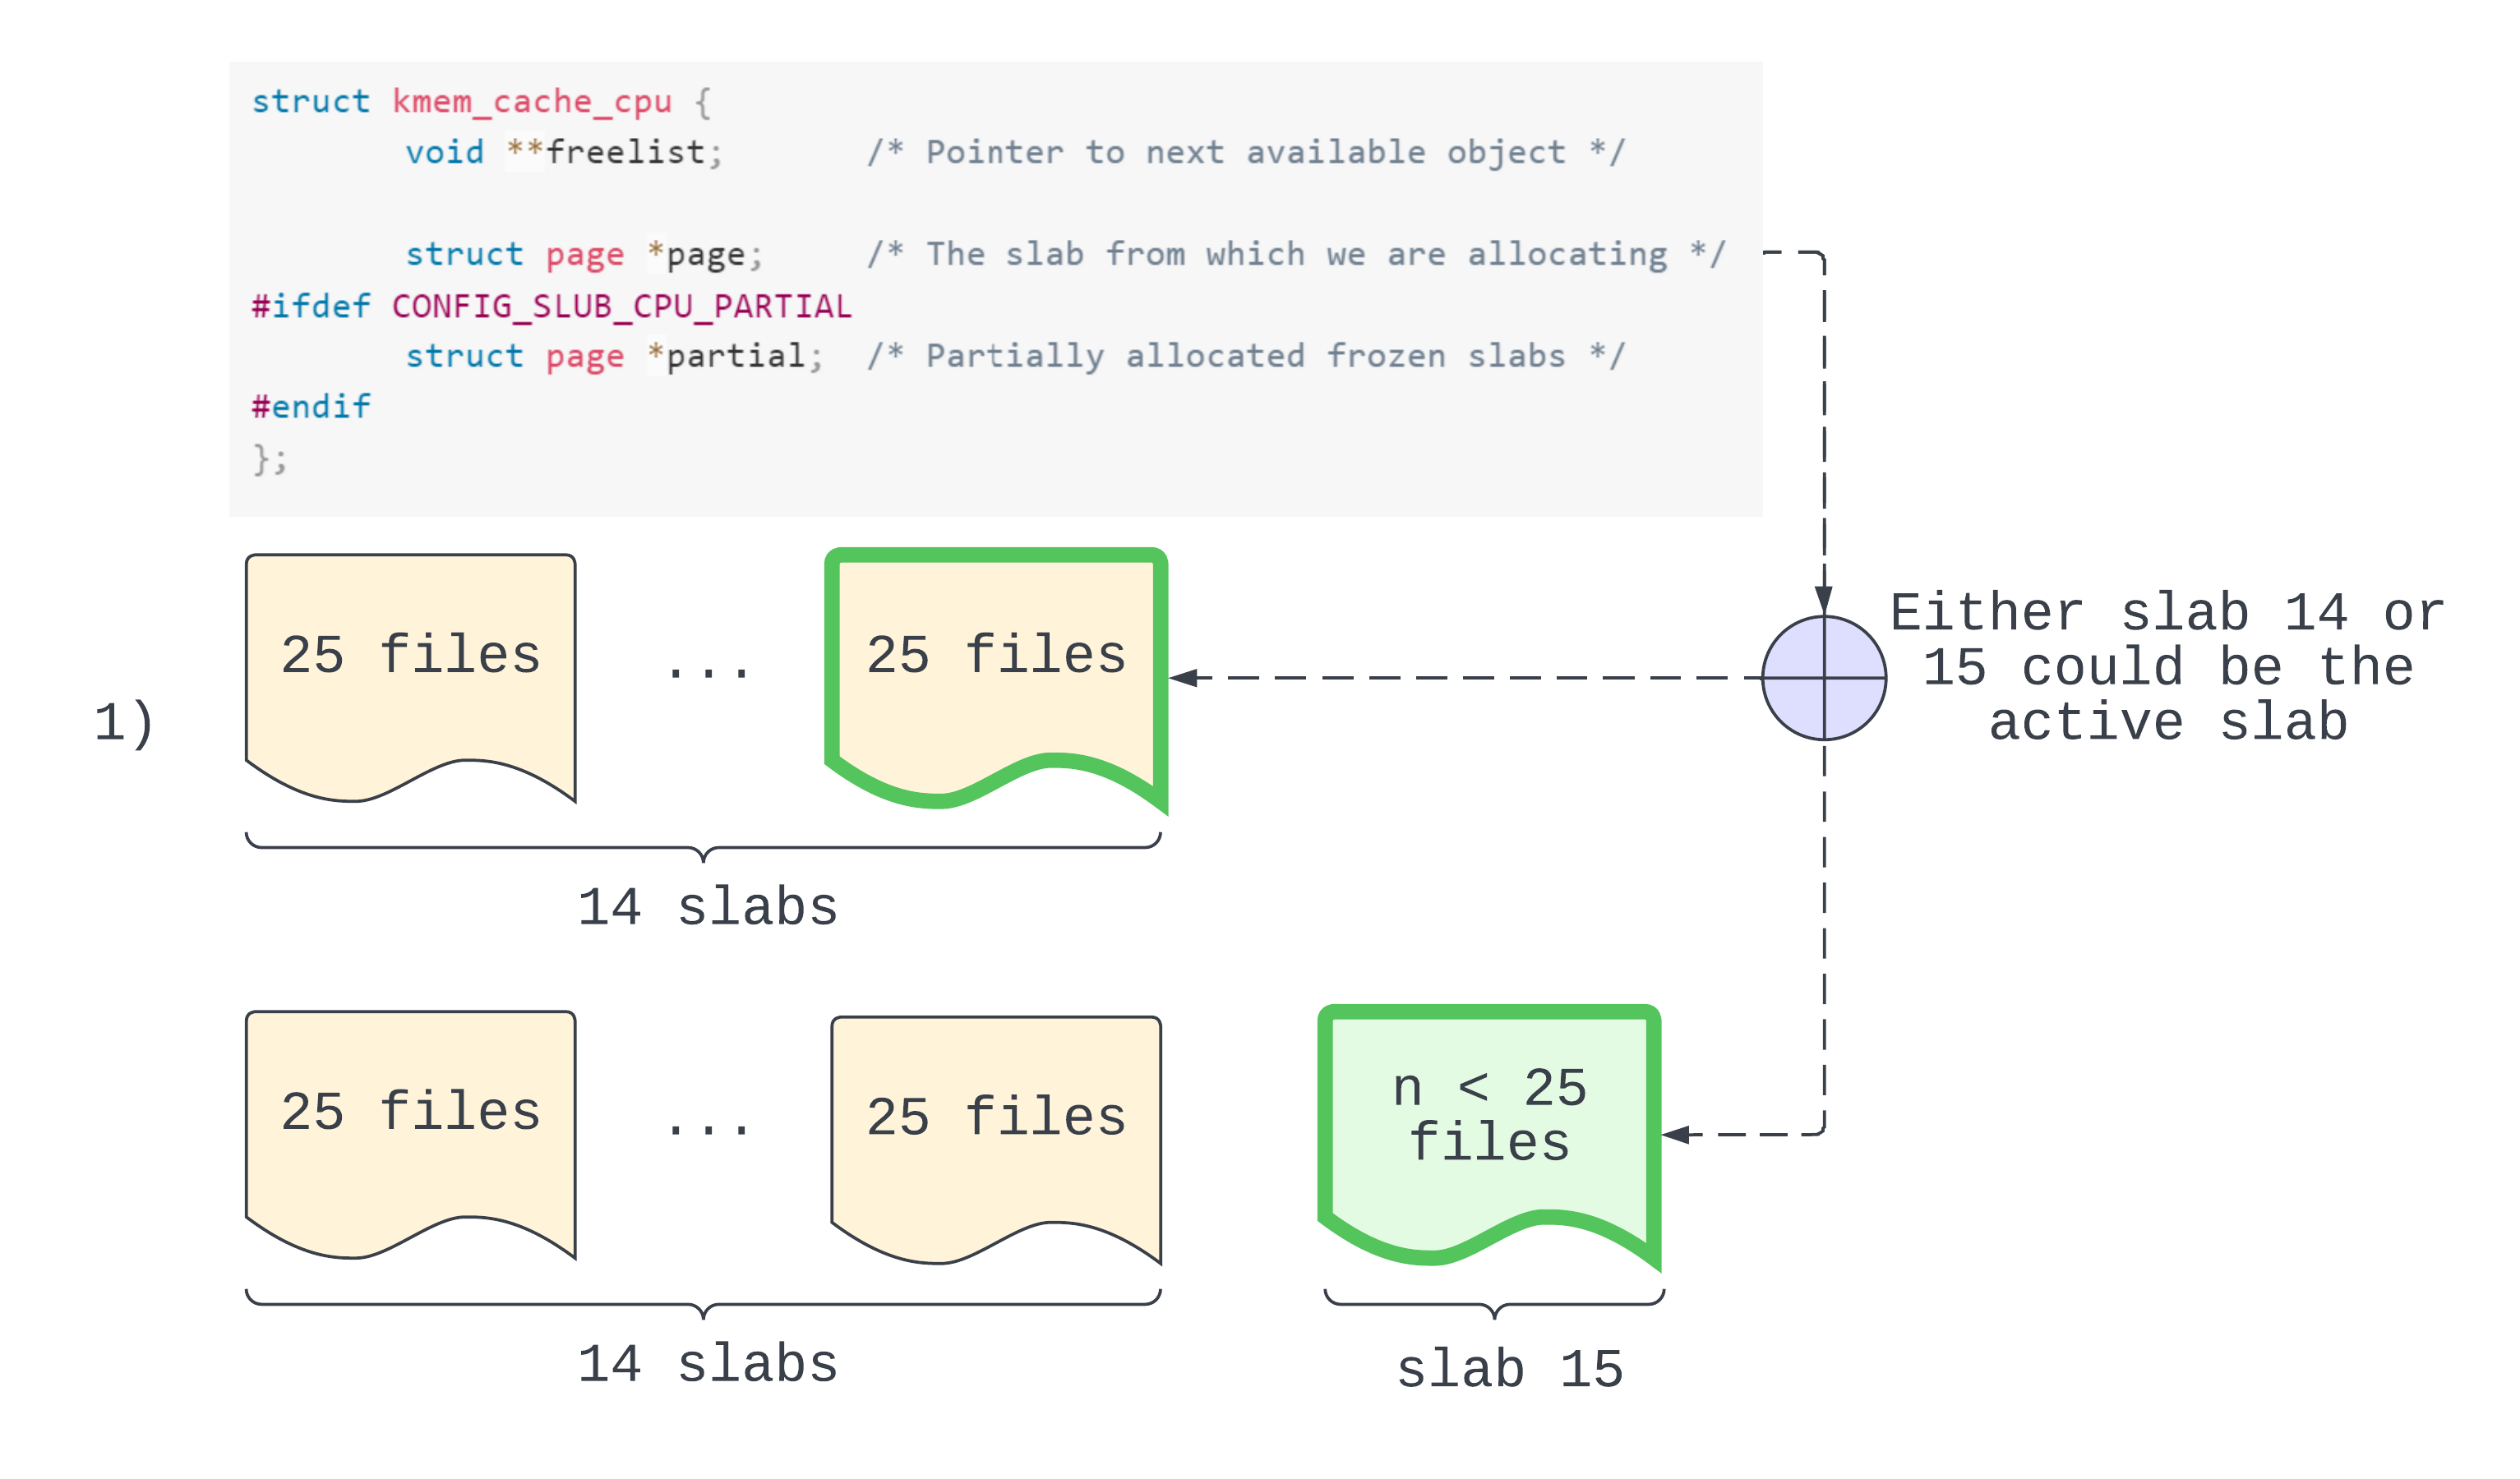 struct kmem_cache_cpu {
void **freelist; /* Pointer to next available object */
struct page *page; /* The slab from which we are allocating */
#ifdef CONFIG_SLUB_CPU_PARTIAL
struct page *partial; /* Partially allocated frozen slabs */
#endif
};
1)
25 files
...
25 files
Either slab 14 or
15 could be the
active slab
14 slabs
25 files
...
25 files
n < 25
files
14 slabs
slab 15